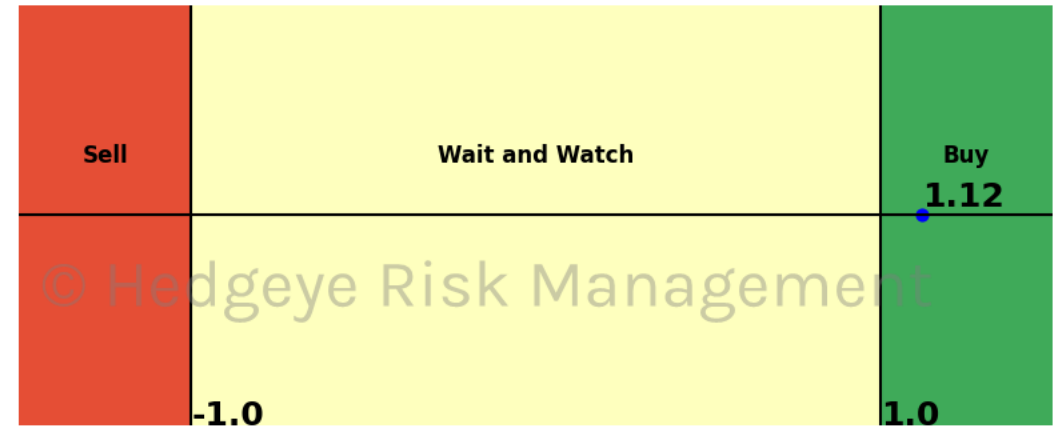 Sell
Wait and Watch
Buy
1.12
© Hedgeye Risk Management
-1.0
1.0